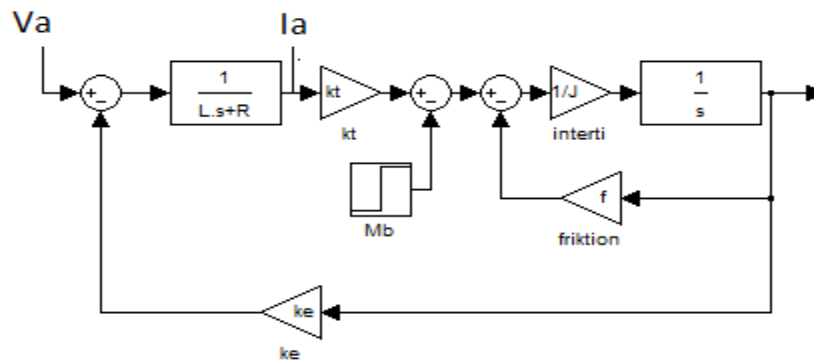 Va
Ia
1
L.s+R
kt
kt
1/J
interti
1
s
Mb
f
friktion
ke
ke